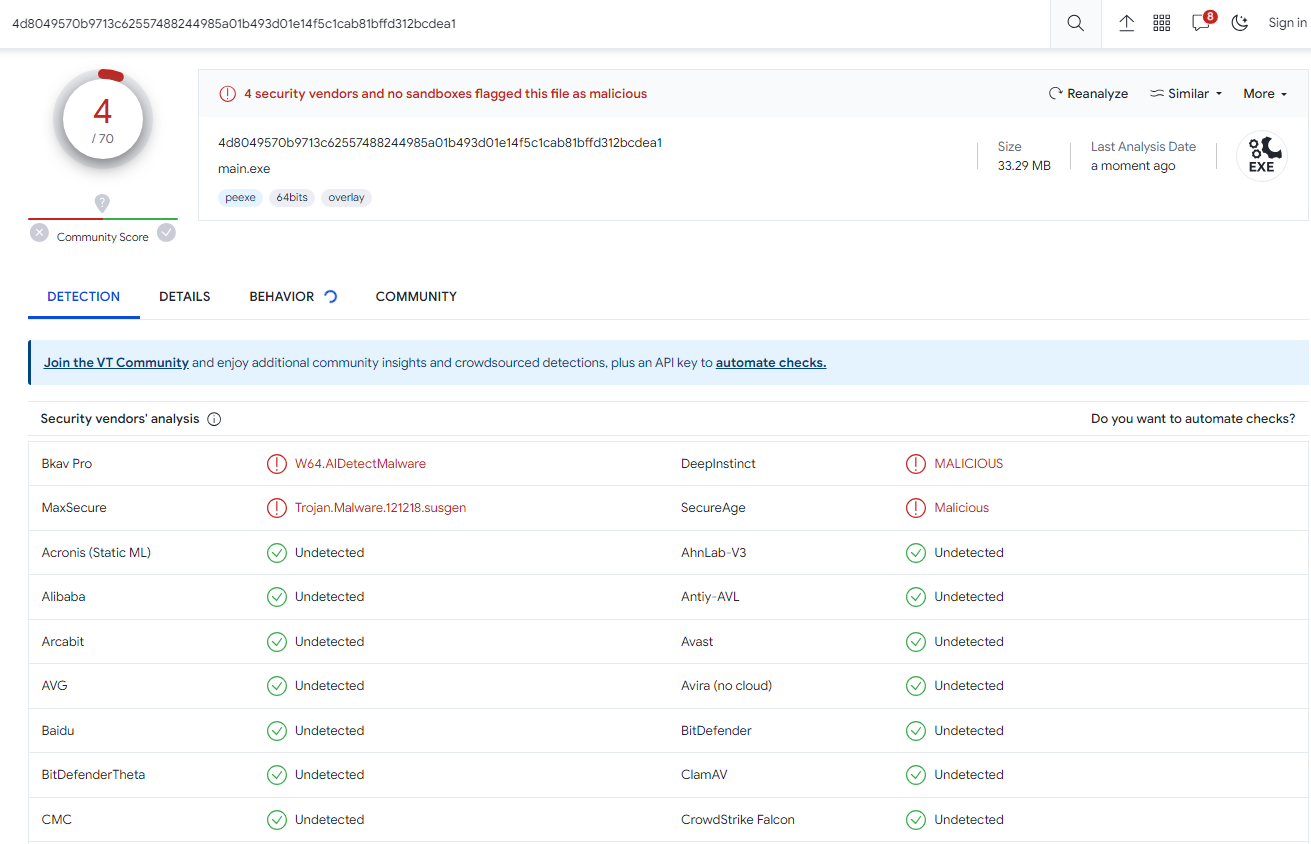 4d8049570b9713c62557488244985a01b493d01e14f5c1cab81bffd312bcdea1
8
Sign in
4
/ 70
Community Score
4 security vendors and no sandboxes flagged this file as malicious
Reanalyze
Similar
More
4d8049570b9713c62557488244985a01b493d01e14f5c1cab81bffd312bcdea1
main.exe
peexe
64bits
overlay
Size
33.29 MB
Last Analysis Date
a moment ago
EXE
DETECTION
DETAILS
BEHAVIOR
COMMUNITY
Join the VT Community and enjoy additional community insights and crowdsourced detections, plus an API key to automate checks.
Security vendors' analysis
Do you want to automate checks?
Bkav Pro
W64.AIDetectMalware
DeepInstinct
MALICIOUS
MaxSecure
Trojan.Malware.121218.susgen
SecureAge
Malicious
Acronis (Static ML)
Undetected
AhnLab-V3
Undetected
Alibaba
Undetected
Antiy-AVL
Undetected
Arcabit
Undetected
Avast
Undetected
AVG
Undetected
Avira (no cloud)
Undetected
Baidu
Undetected
BitDefender
Undetected
BitDefenderTheta
Undetected
ClamAV
Undetected
CMC
Undetected
CrowdStrike Falcon
Undetected